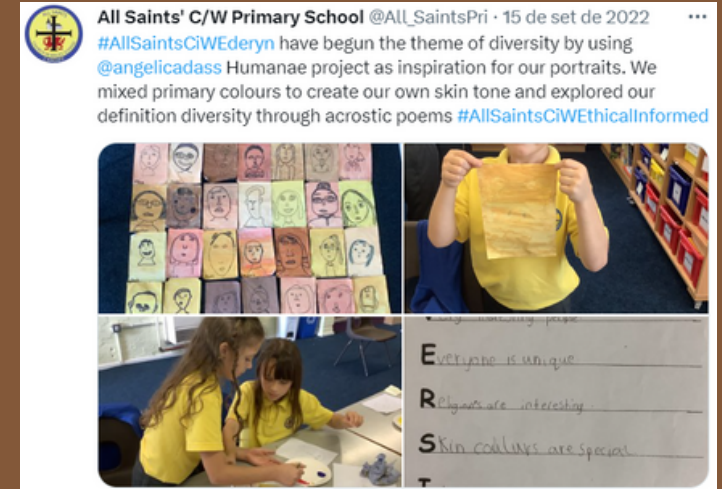 All Saints' C/W Primary School @All_SaintsPri · 15 de set de 2022
#AllSaintsCiWEderyn have begun the theme of diversity by using
@angelicadass Humanae project as inspiration for our portraits. We
mixed primary colours to create our own skin tone and explored our
definition diversity through acrostic poems #AllSaintsCiWEthicalInformed
Everyone is unique
Religions are interesting.
Skin colours are special
I